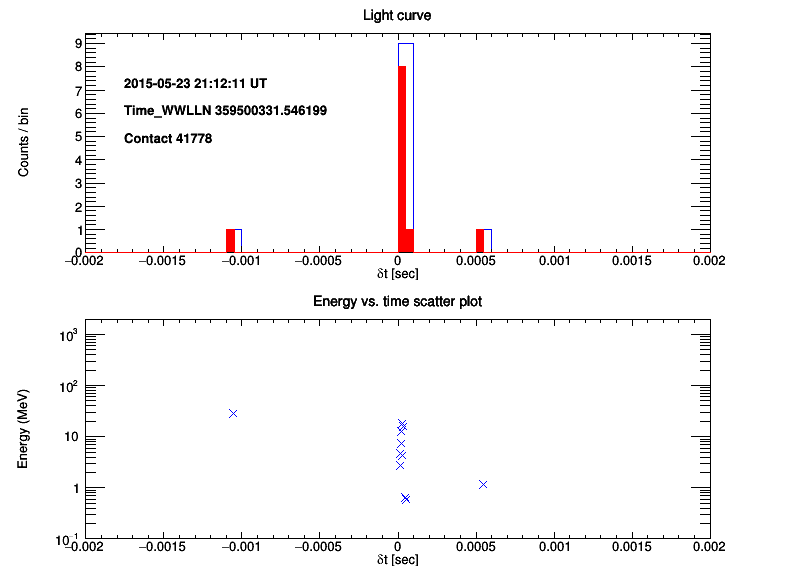 Light curve
Counts / bin
9
8
7
6
5
4
3
2
1
0
2015-05-23 21:12:11 UT
Time_WWLLN 359500331.546199
Contact 41778
−0.002 −0.0015 −0.001 −0.0005 0 0.0005 0.001 0.0015 0.002
δt [sec]
Energy vs. time scatter plot
Energy (MeV)
10³
10²
10
1
10⁻¹
−0.002 −0.0015 −0.001 −0.0005 0 0.0005 0.001 0.0015 0.002
δt [sec]